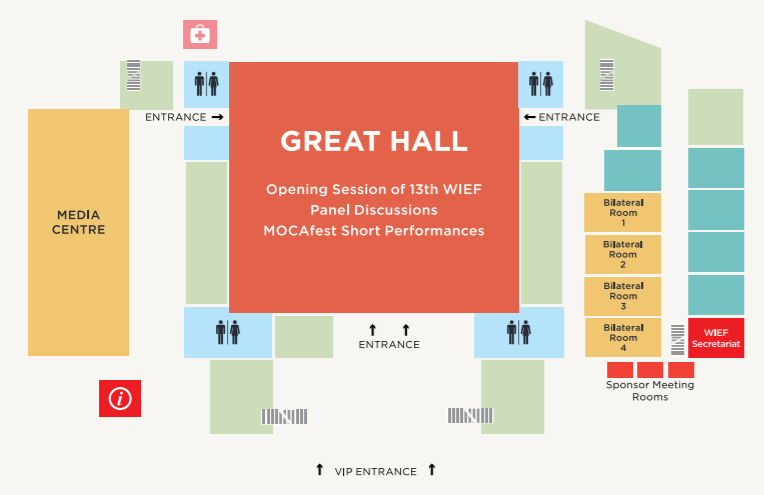 ENTRANCE
ENTRANCE
GREAT HALL
Opening Session of 13th WIEF
Panel Discussions
MOCAfest Short Performances
MEDIA
CENTRE
Bilateral
Room
1
Bilateral
Room
2
Bilateral
Room
3
Bilateral
Room
4
WIEF
Secretariat
ENTRANCE
Sponsor Meeting
Rooms
i
VIP ENTRANCE